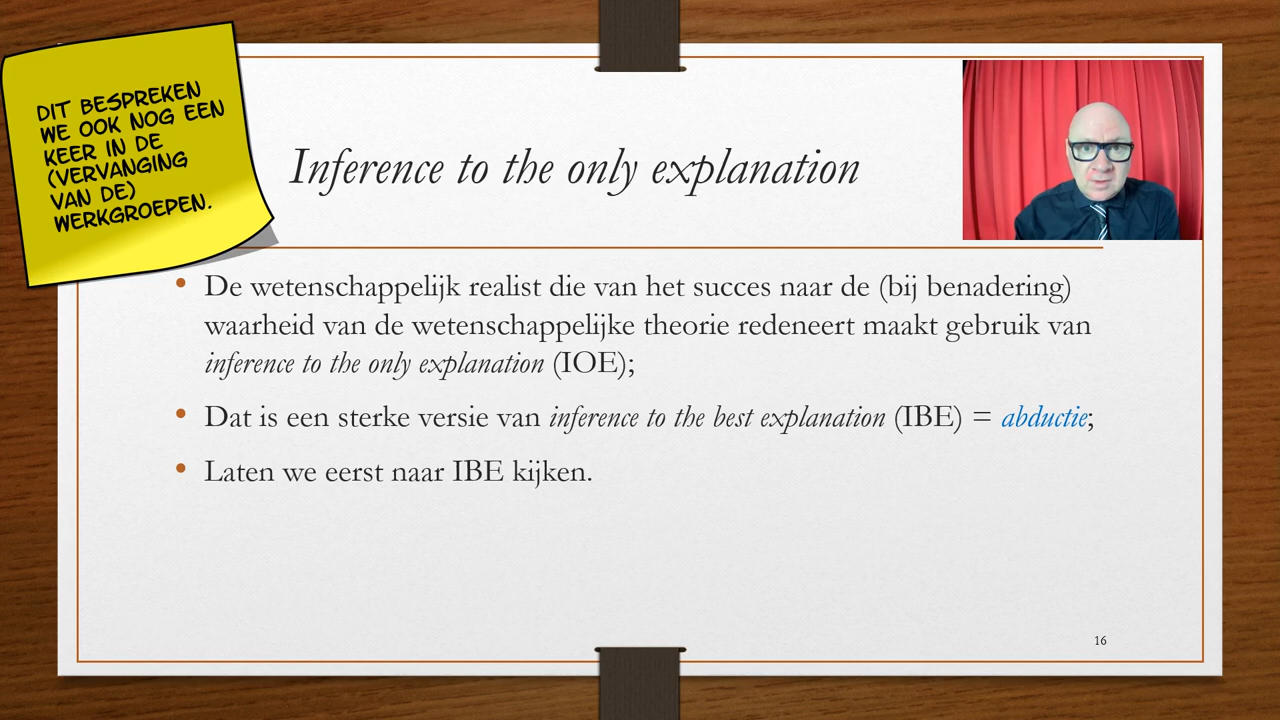 DIT BESPREKEN
WE OOK NOG EEN
KEER IN DE
(VERVANGING
VAN DE)
WERKGROEPEN.
Inference to the only explanation
• De wetenschappelijk realist die van het succes naar de (bij benadering)
waarheid van de wetenschappelijke theorie redeneert maakt gebruik van
inference to the only explanation (IOE);
• Dat is een sterke versie van inference to the best explanation (IBE) = abductie;
• Laten we eerst naar IBE kijken.
16